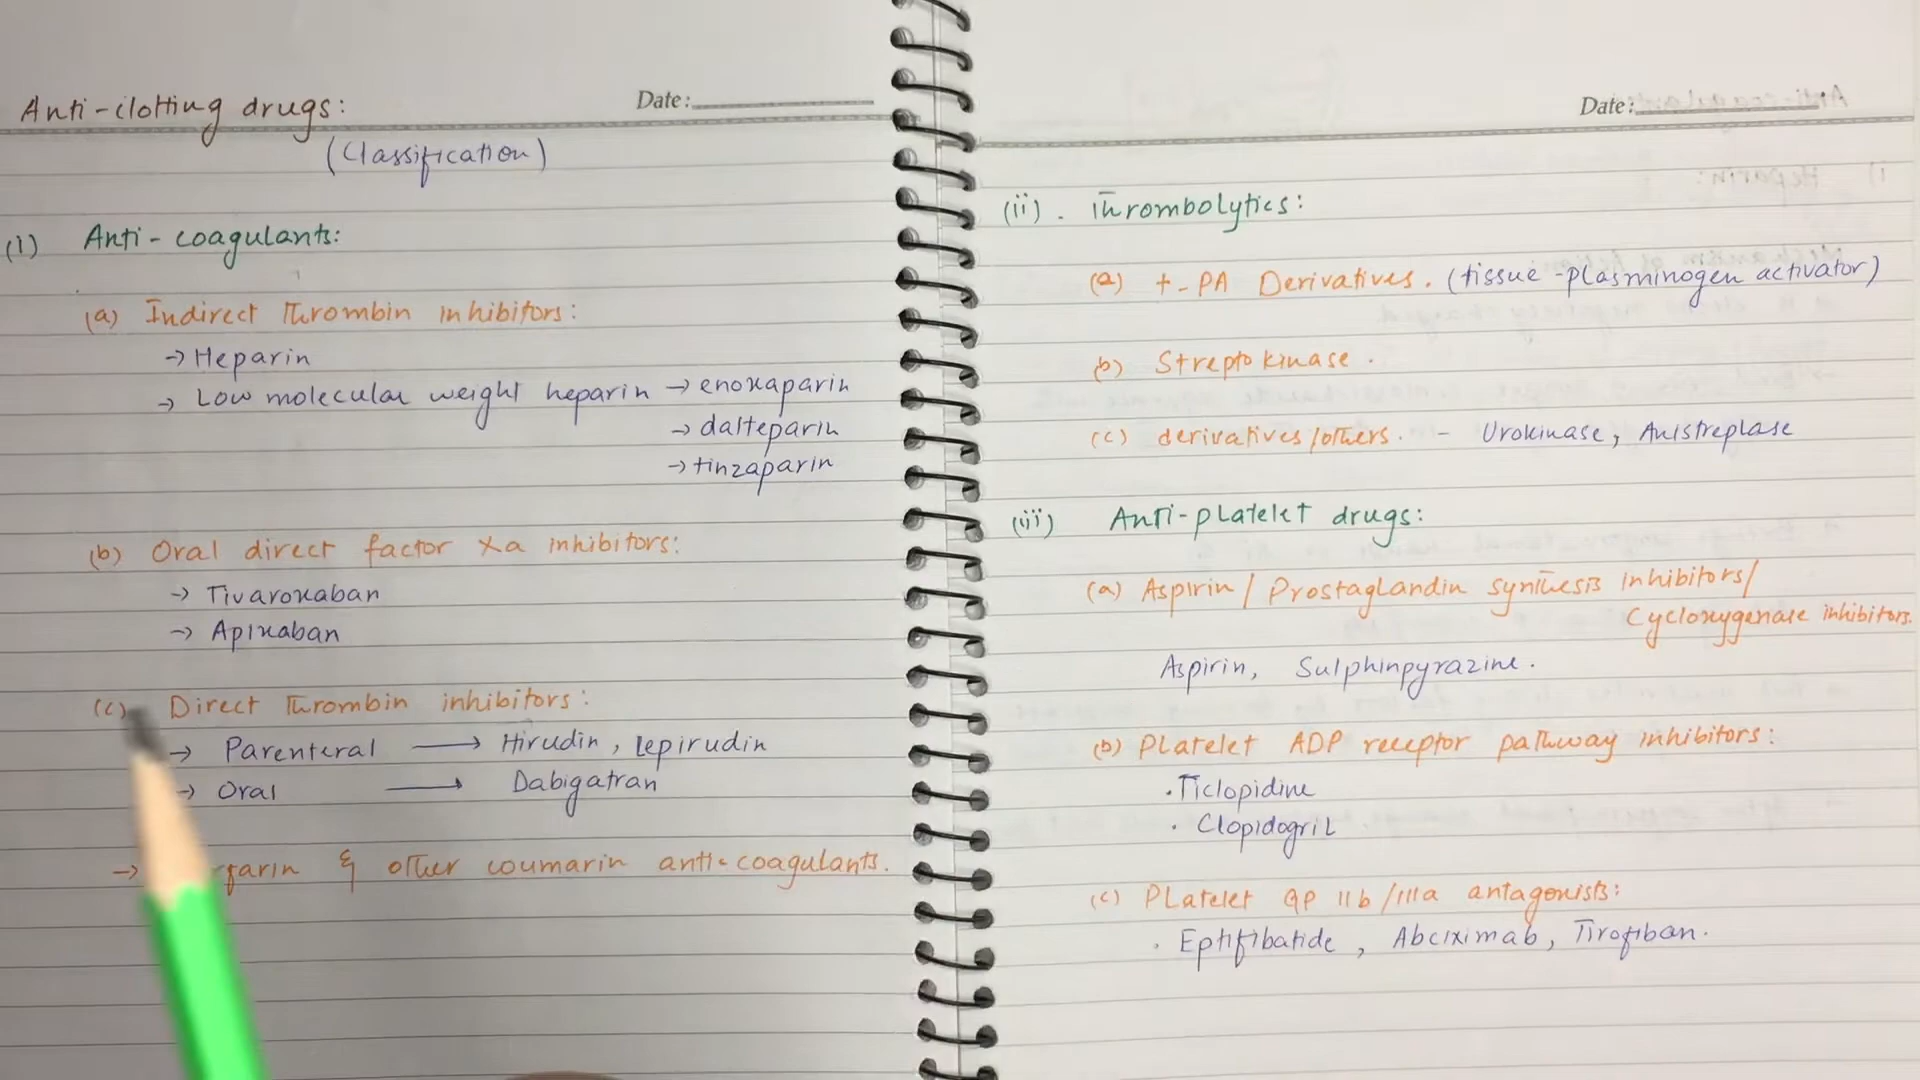 Anti-clotting drugs:
Date:
(Classification)
(1) Anti-coagulants:
(a) Indirect thrombin inhibitors:
→ Heparin
→ Low molecular weight heparin → enoxaparin
→ dalteparin
→ tinzaparin
(b) Oral direct factor Xa inhibitors:
→ Tivaroxaban
→ Apixaban
(c) Direct thrombin inhibitors:
→ Parenteral → Hirudin, lepirudin
→ Oral → Dabigatran
→ farin & other coumarin anti-coagulants.
Date:
(ii). Thrombolytics:
(a) t-PA Derivatives. (tissue-plasminogen activator)
(b) Streptokinase.
(c) derivatives/others. - Urokinase, Anistreplase
(iii) Anti-platelet drugs:
(a) Aspirin/Prostaglandin synthesis inhibitors/
Cycloxygenase inhibitors.
Aspirin, Sulphinpyrazine.
(b) Platelet ADP receptor pathway inhibitors:
· Ticlopidine
· Clopidogril
(c) Platelet GP IIb/IIIa antagonists:
· Eptifibatide, Abciximab, Tirofiban.